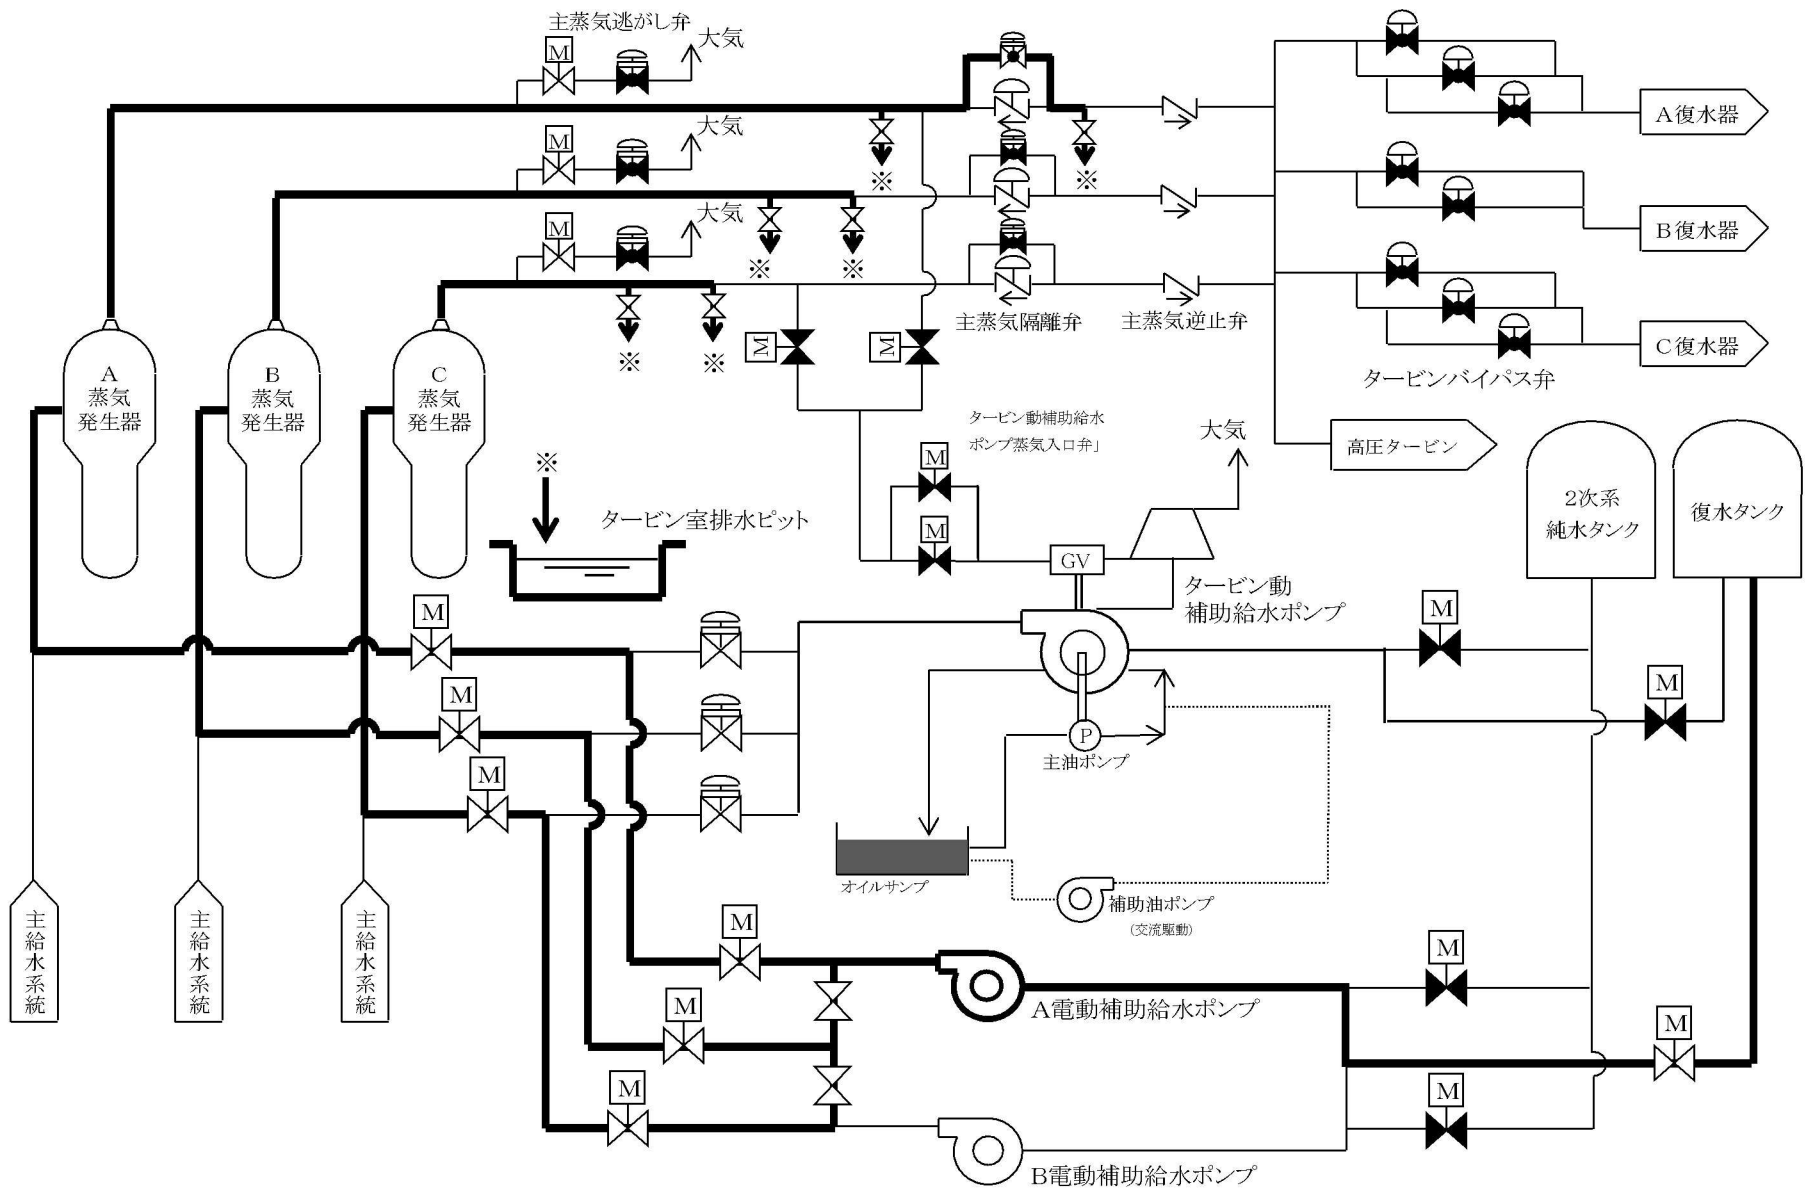 主蒸気逃がし弁
M
大気
M
大気
M
大気
※
※
※
※
※
※
A復水器
B復水器
C復水器
主蒸気隔離弁
主蒸気逆止弁
タービンバイパス弁
高圧タービン
A
蒸気
発生器
B
蒸気
発生器
C
蒸気
発生器
M
M
タービン動補助給水
ポンプ蒸気入口弁」
大気
M
M
※
タービン室排水ピット
GV
タービン動
補助給水ポンプ
2次系
純水タンク
復水タンク
M
M
M
M
M
P
主油ポンプ
オイルサンプ
補助油ポンプ
(交流駆動)
主給水系統
主給水系統
主給水系統
M
M
M
A電動補助給水ポンプ
M
M
M
M
B電動補助給水ポンプ